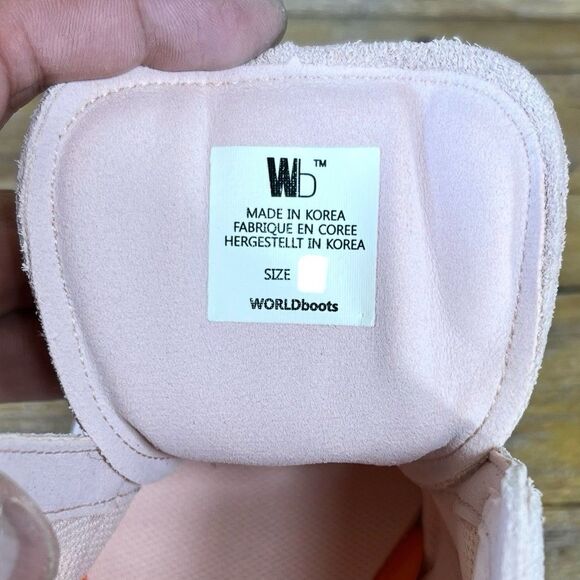 Wb™
MADE IN KOREA
FABRIQUE EN COREE
HERGESTELLT IN KOREA
SIZE
WORLDboots